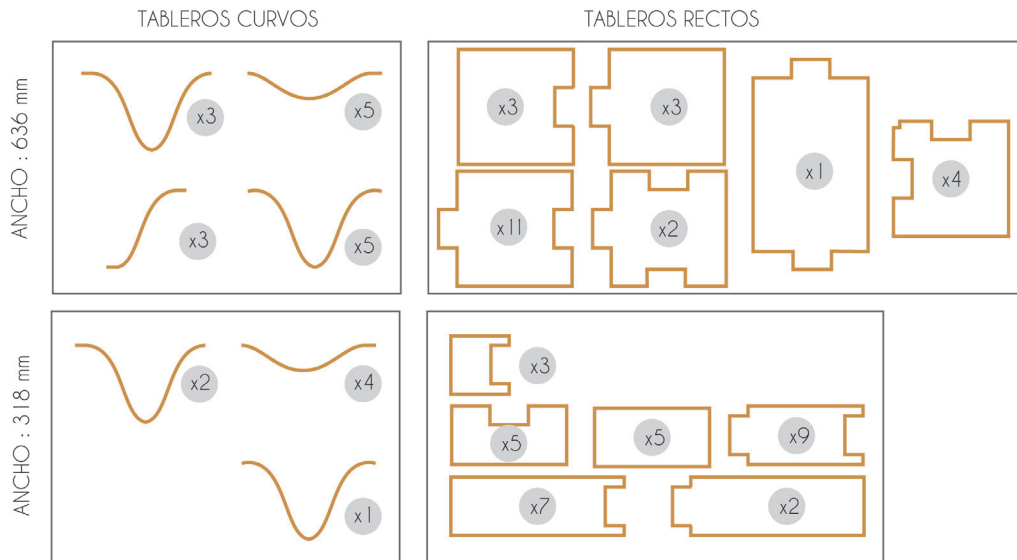 TABLEROS CURVOS
TABLEROS RECTOS
ANCHO : 636 mm
x3
x5
x3
x5
x3
x3
x11
x2
x1
x4
ANCHO : 318 mm
x2
x4
x1
x3
x5
x5
x9
x7
x2